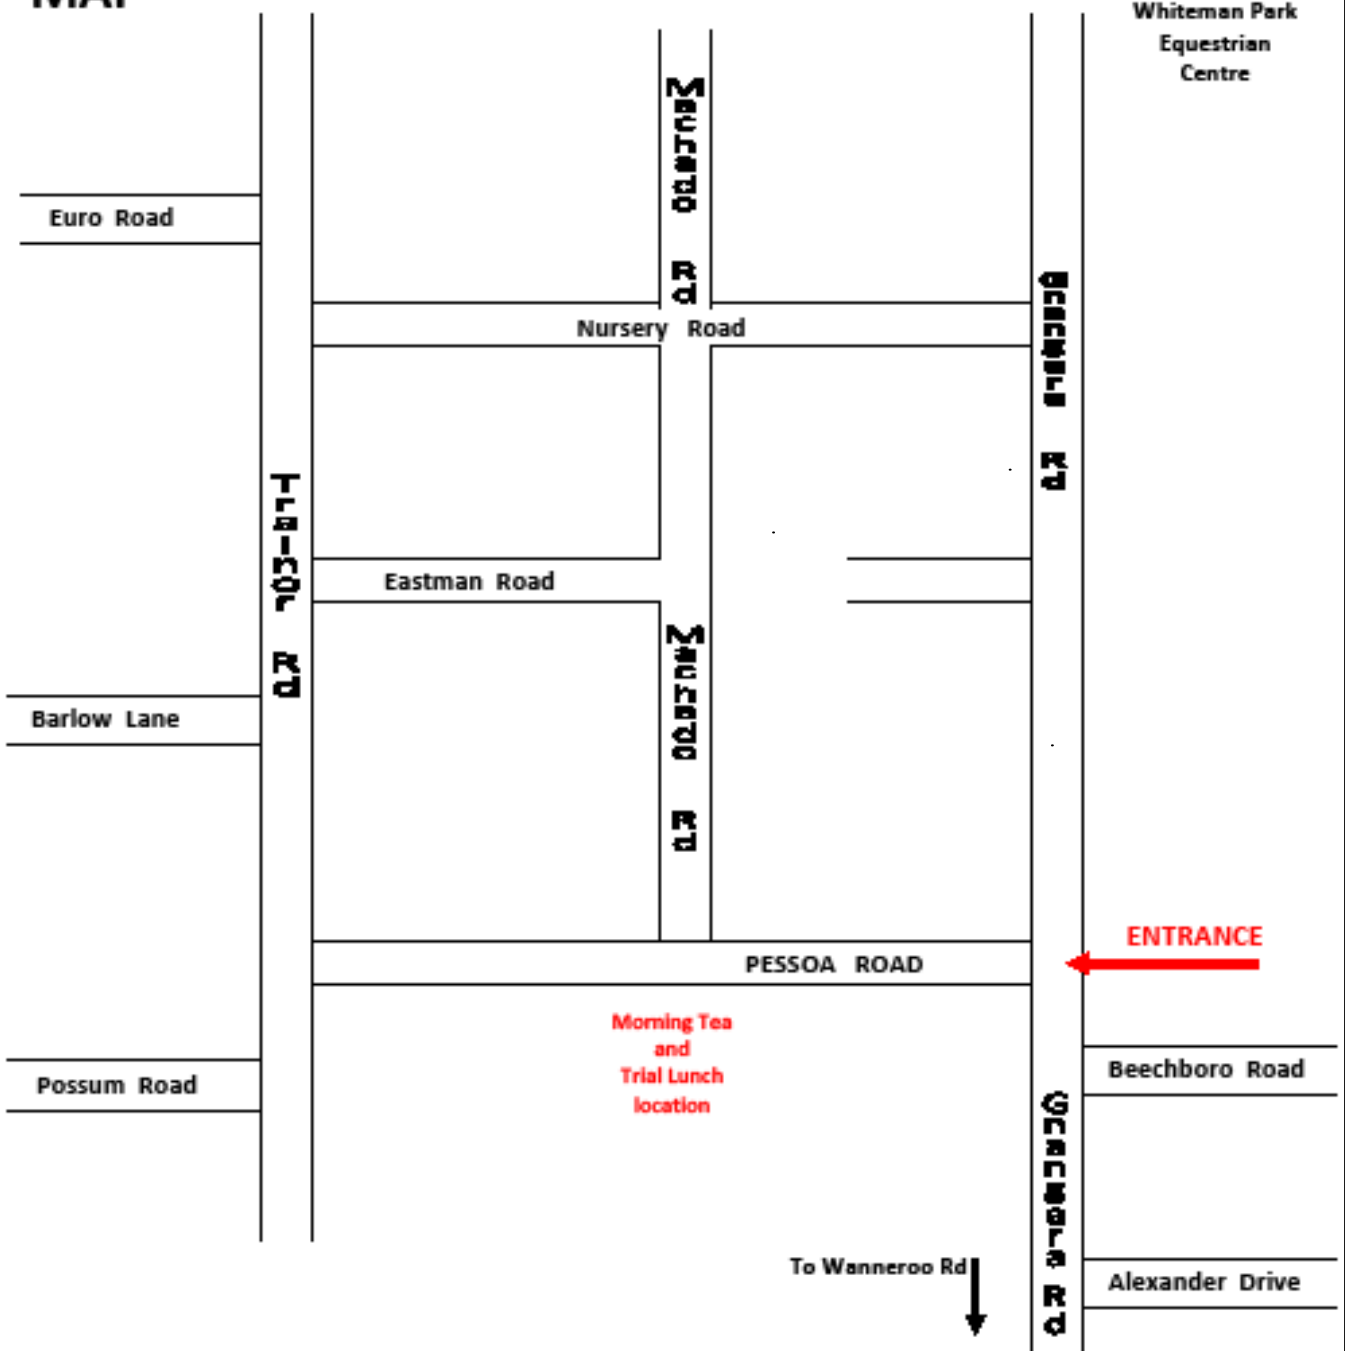 MAP
Whiteman Park
Equestrian
Centre
Machado Rd
Euro Road
Gnangara Rd
Nursery Road
Trainor Rd
Eastman Road
Machado Rd
Barlow Lane
ENTRANCE
PESSOA ROAD
Morning Tea
and
Trial Lunch
location
Beechboro Road
Possum Road
Gnangara Rd
To Wanneroo Rd
Alexander Drive